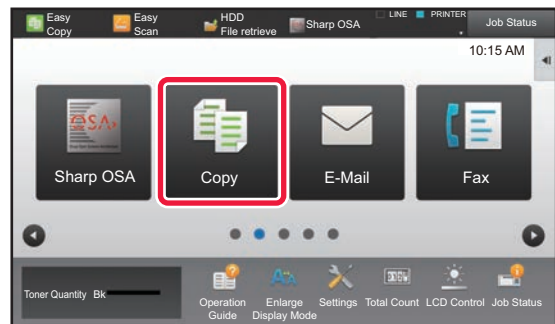 Easy Copy
Easy Scan
HDD File retrieve
Sharp OSA
LINE
PRINTER
Job Status
10:15 AM
OSA
Sharp OSA
Copy
E-Mail
Fax
Toner Quantity Bk
Operation Guide
Enlarge Display Mode
Settings
Total Count
LCD Control
Job Status